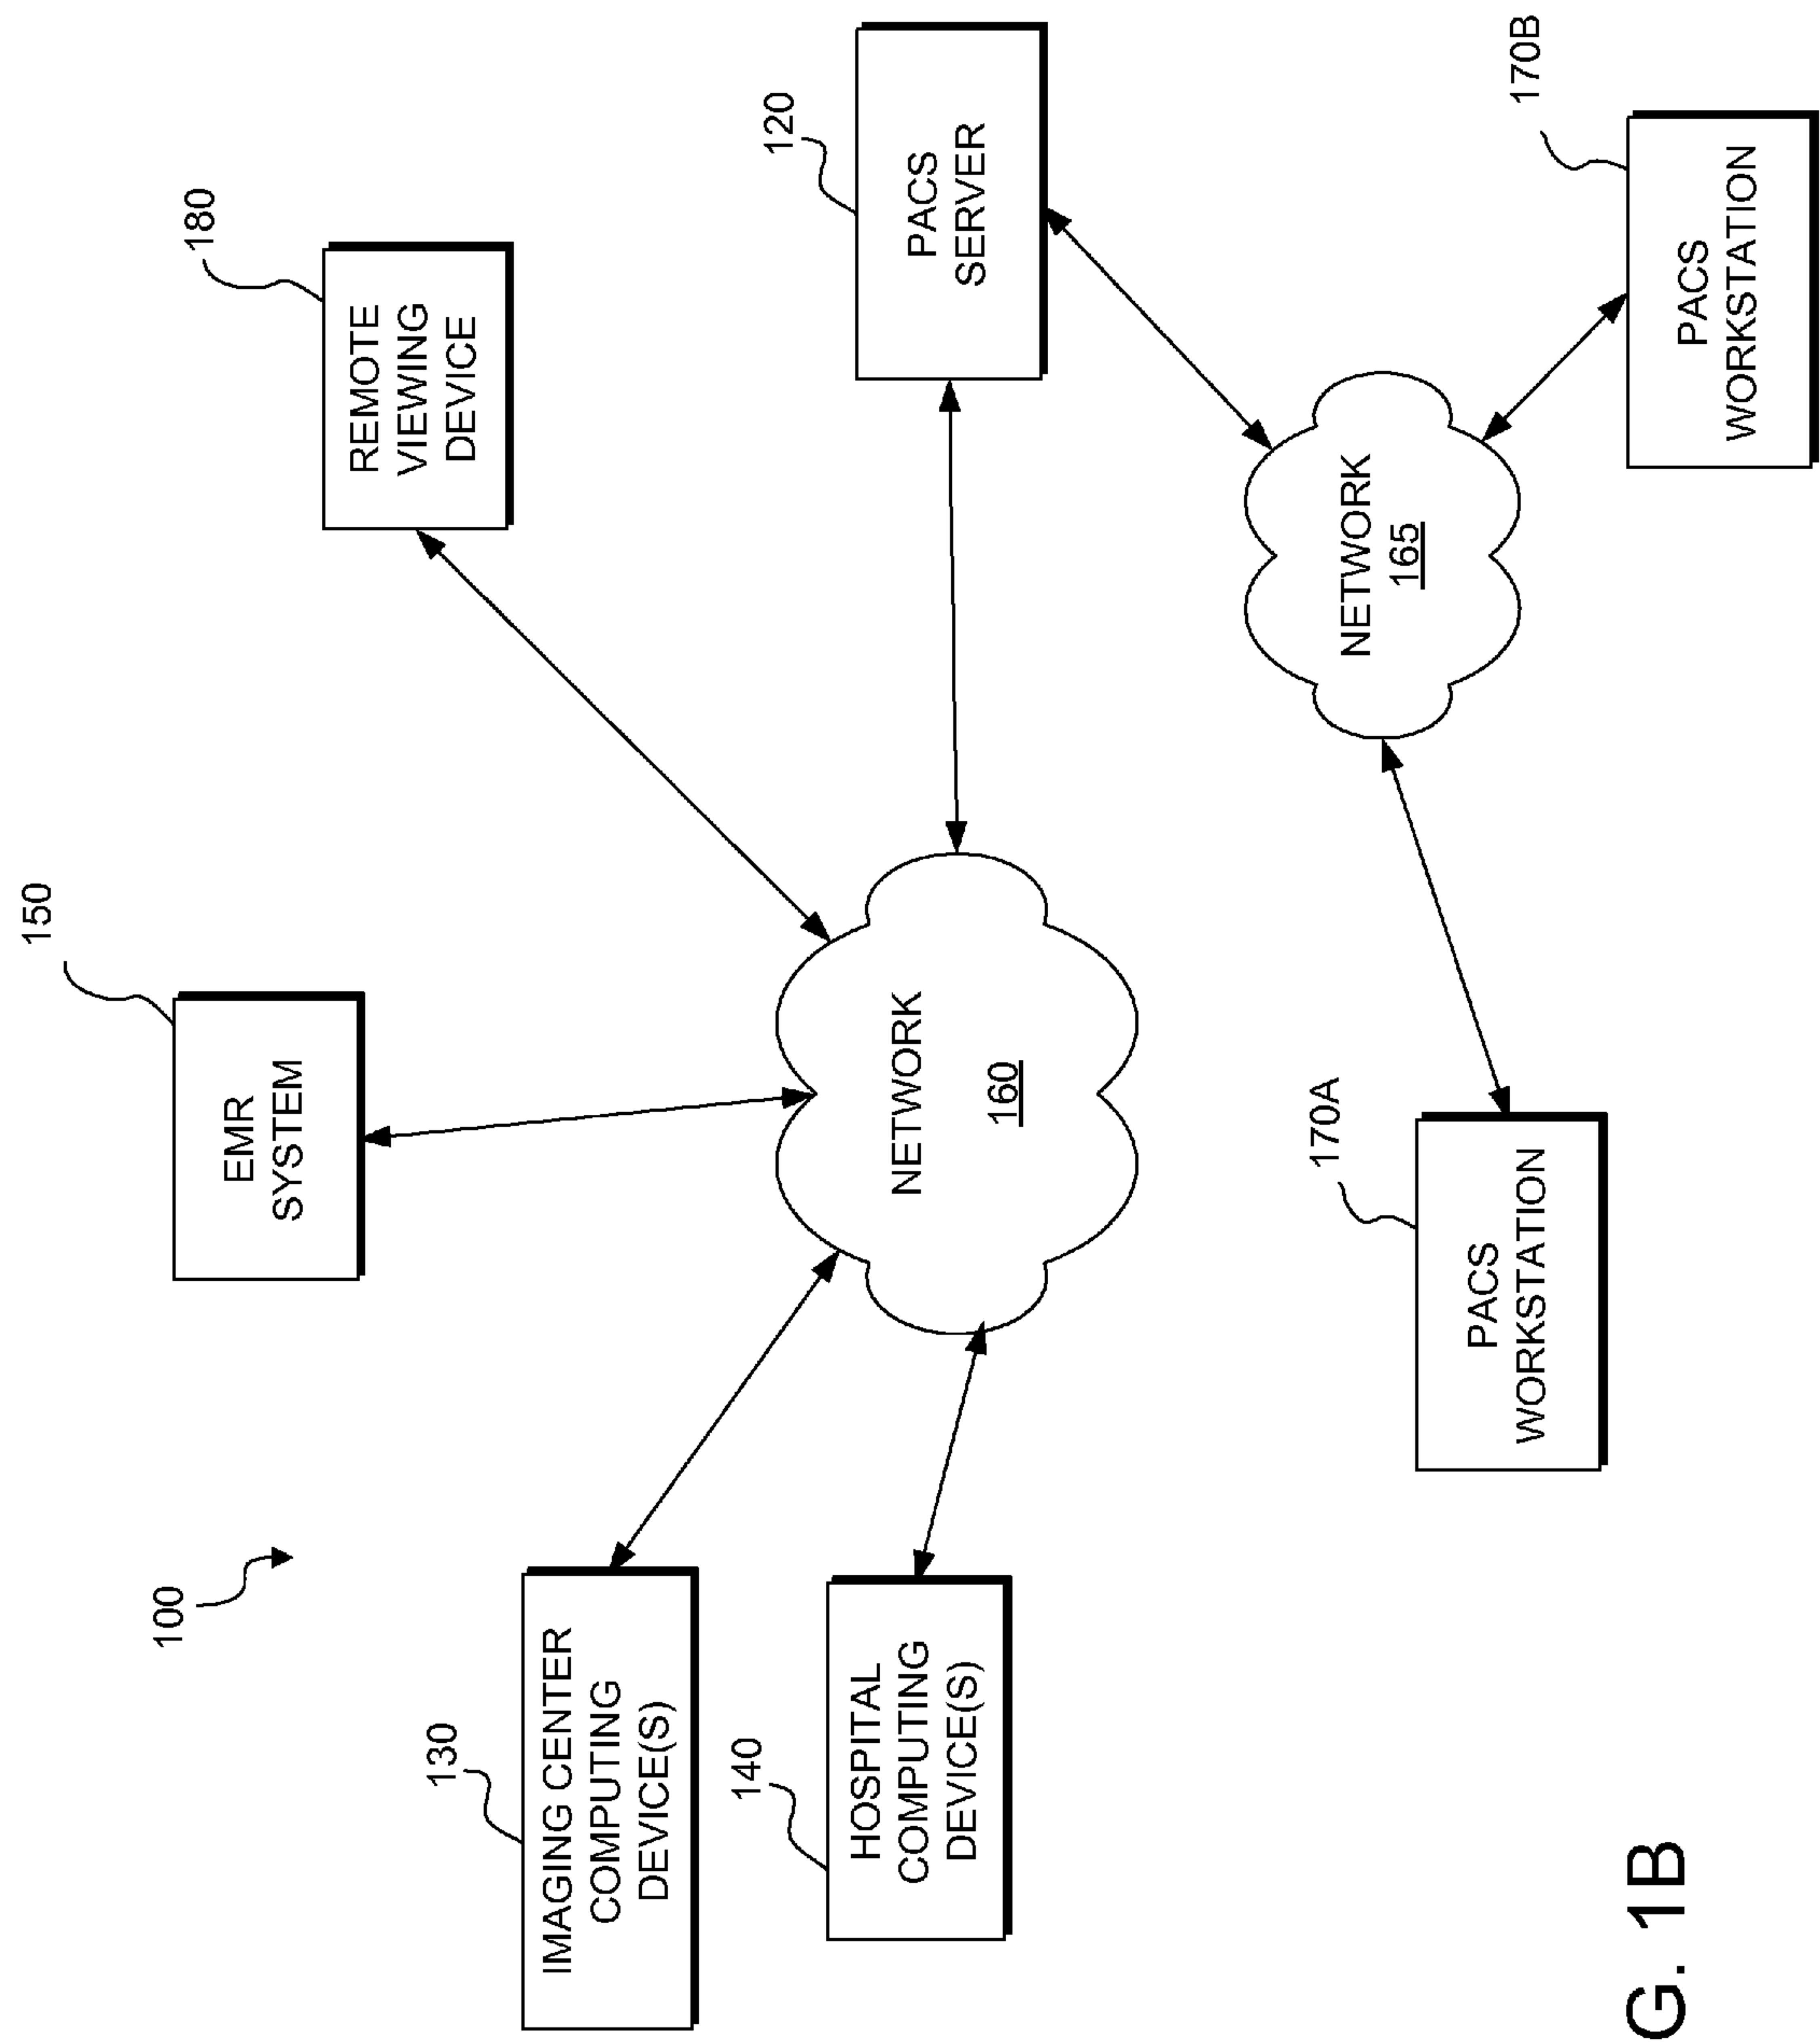 100
150
EMR
SYSTEM
180
REMOTE
VIEWING
DEVICE
130
IMAGING CENTER
COMPUTING
DEVICE(S)
140
HOSPITAL
COMPUTING
DEVICE(S)
NETWORK
160
120
PACS
SERVER
NETWORK
165
170A
PACS
WORKSTATION
170B
PACS
WORKSTATION
G. 1B